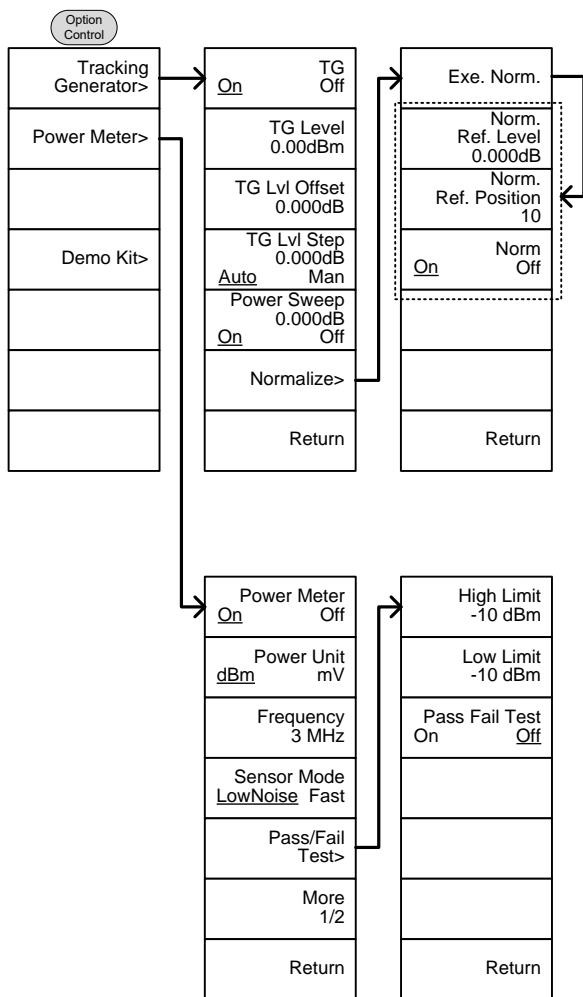 Option
Control
Tracking
Generator>
Power Meter>
Demo Kit>
TG
On Off
TG Level
0.00dBm
TG Lvl Offset
0.000dB
TG Lvl Step
0.000dB
Auto Man
Power Sweep
0.000dB
On Off
Normalize>
Return
Exe. Norm.
Norm.
Ref. Level
0.000dB
Norm.
Ref. Position
10
Norm
On Off
Return
Power Meter
On Off
Power Unit
dBm mV
Frequency
3 MHz
Sensor Mode
LowNoise Fast
Pass/Fail
Test>
More
1/2
Return
High Limit
-10 dBm
Low Limit
-10 dBm
Pass Fail Test
On Off
Return